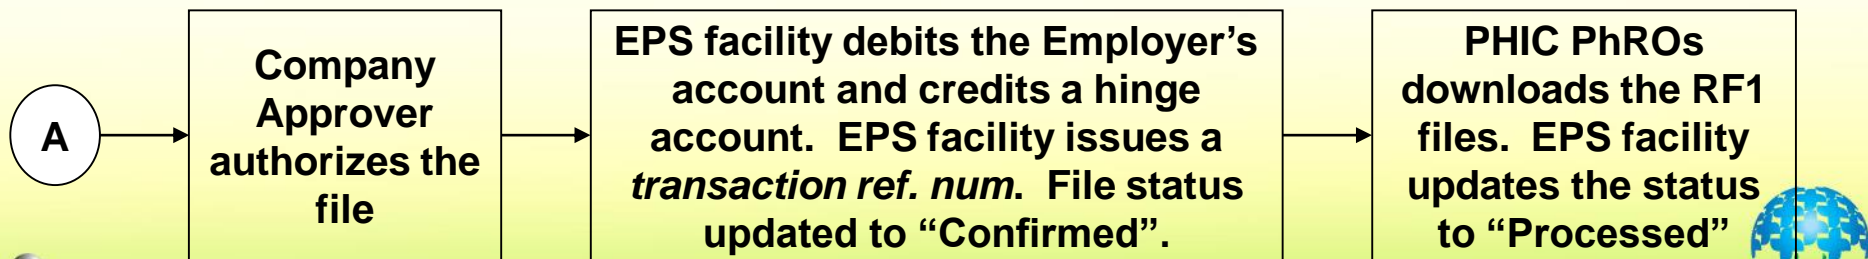 A
Company
Approver
authorizes the
file
EPS facility debits the Employer’s
account and credits a hinge
account.  EPS facility issues a
transaction ref. num.  File status
updated to “Confirmed”.
PHIC PhROs
downloads the RF1
files.  EPS facility
updates the status
to “Processed”